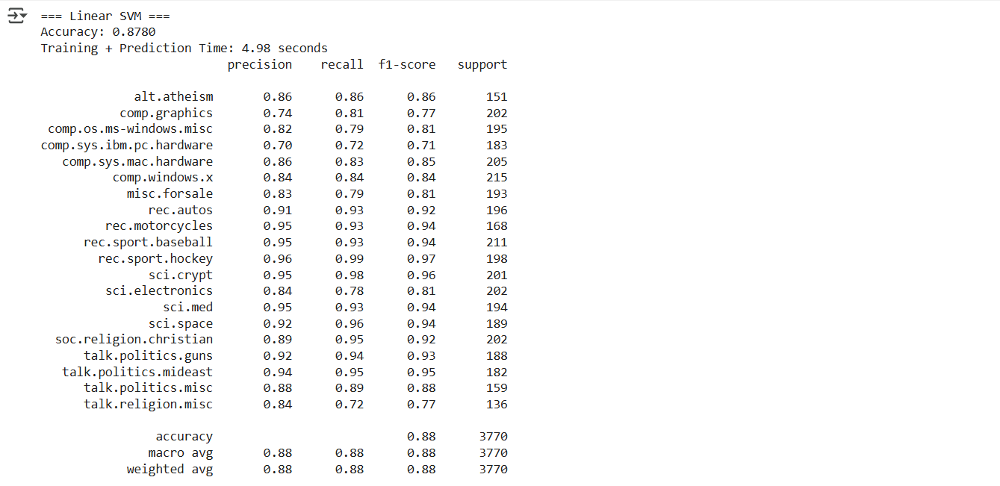 === Linear SVM ===
Accuracy: 0.8780
Training + Prediction Time: 4.98 seconds
precision recall f1-score support
alt.atheism 0.86 0.86 0.86 151
comp.graphics 0.74 0.81 0.77 202
comp.os.ms-windows.misc 0.82 0.79 0.81 195
comp.sys.ibm.pc.hardware 0.70 0.72 0.71 183
comp.sys.mac.hardware 0.86 0.83 0.85 205
comp.windows.x 0.84 0.84 0.84 215
misc.forsale 0.83 0.79 0.81 193
rec.autos 0.91 0.93 0.92 196
rec.motorcycles 0.95 0.93 0.94 168
rec.sport.baseball 0.95 0.93 0.94 211
rec.sport.hockey 0.96 0.99 0.97 198
sci.crypt 0.95 0.98 0.96 201
sci.electronics 0.84 0.78 0.81 202
sci.med 0.95 0.93 0.94 194
sci.space 0.92 0.96 0.94 189
soc.religion.christian 0.89 0.95 0.92 202
talk.politics.guns 0.92 0.94 0.93 188
talk.politics.mideast 0.94 0.95 0.95 182
talk.politics.misc 0.88 0.89 0.88 159
talk.religion.misc 0.84 0.72 0.77 136
accuracy 0.88 3770
macro avg 0.88 0.88 0.88 3770
weighted avg 0.88 0.88 0.88 3770